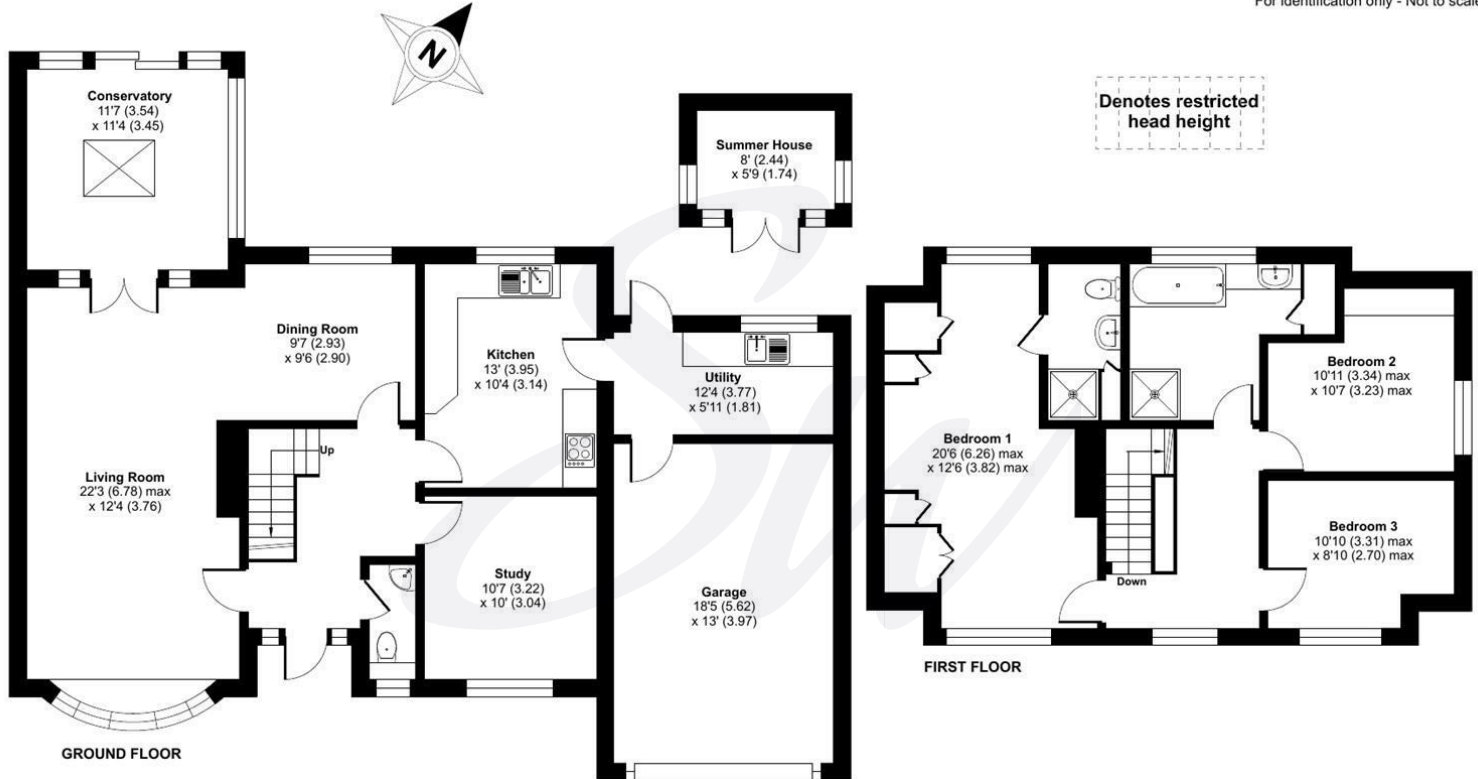 For identification only - Not to scale
N
Conservatory
11'7 (3.54)
x 11'4 (3.45)
Summer House
8' (2.44)
x 5'9 (1.74)
Denotes restricted
head height
Dining Room
9'7 (2.93)
x 9'6 (2.90)
Kitchen
13' (3.95)
x 10'4 (3.14)
Utility
12'4 (3.77)
x 5'11 (1.81)
Up
Living Room
22'3 (6.78) max
x 12'4 (3.76)
Study
10'7 (3.22)
x 10' (3.04)
Garage
18'5 (5.62)
x 13' (3.97)
GROUND FLOOR
Bedroom 2
10'11 (3.34) max
x 10'7 (3.23) max
Bedroom 1
20'6 (6.26) max
x 12'6 (3.82) max
Bedroom 3
10'10 (3.31) max
x 8'10 (2.70) max
Down
FIRST FLOOR